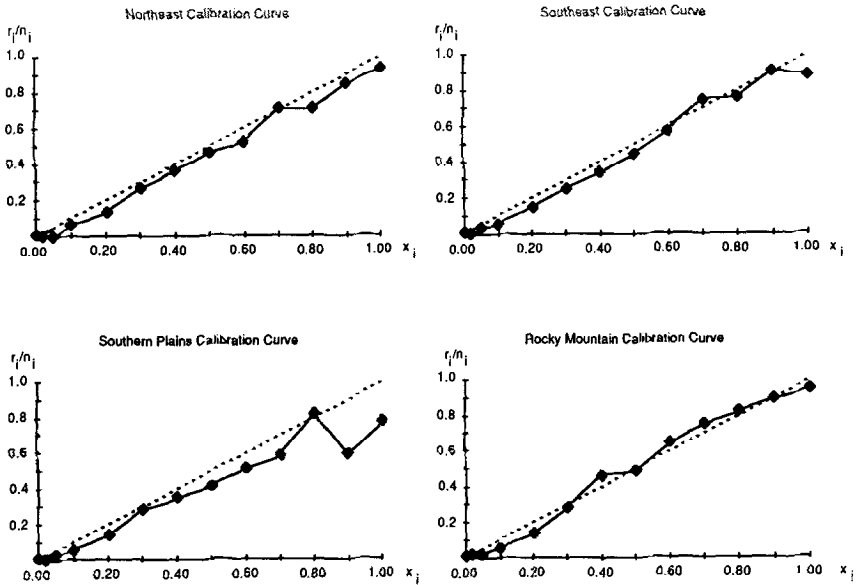 Northeast Calibration Curve
r_i/n_i
1.0
0.8
0.6
0.4
0.2
0.00 0.20 0.40 0.60 0.80 1.00 x_i
Southeast Calibration Curve
r_i/n_i
1.0
0.8
0.6
0.4
0.2
0.00 0.20 0.40 0.60 0.80 1.00 x_i
Southern Plains Calibration Curve
r_i/n_i
1.0
0.8
0.6
0.4
0.2
0.00 0.20 0.40 0.60 0.80 1.00 x_i
Rocky Mountain Calibration Curve
r_i/n_i
1.0
0.8
0.6
0.4
0.2
0.00 0.20 0.40 0.60 0.80 1.00 x_i